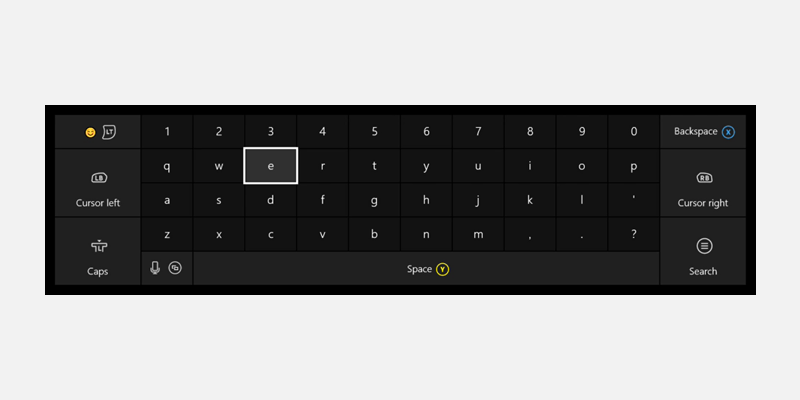 LT 1 2 3 4 5 6 7 8 9 0 Backspace X
LB q w e r t y u i o p RB
Cursor left a s d f g h j k l ' Cursor right
z x c v b n m , . ?
Caps Space Y Search